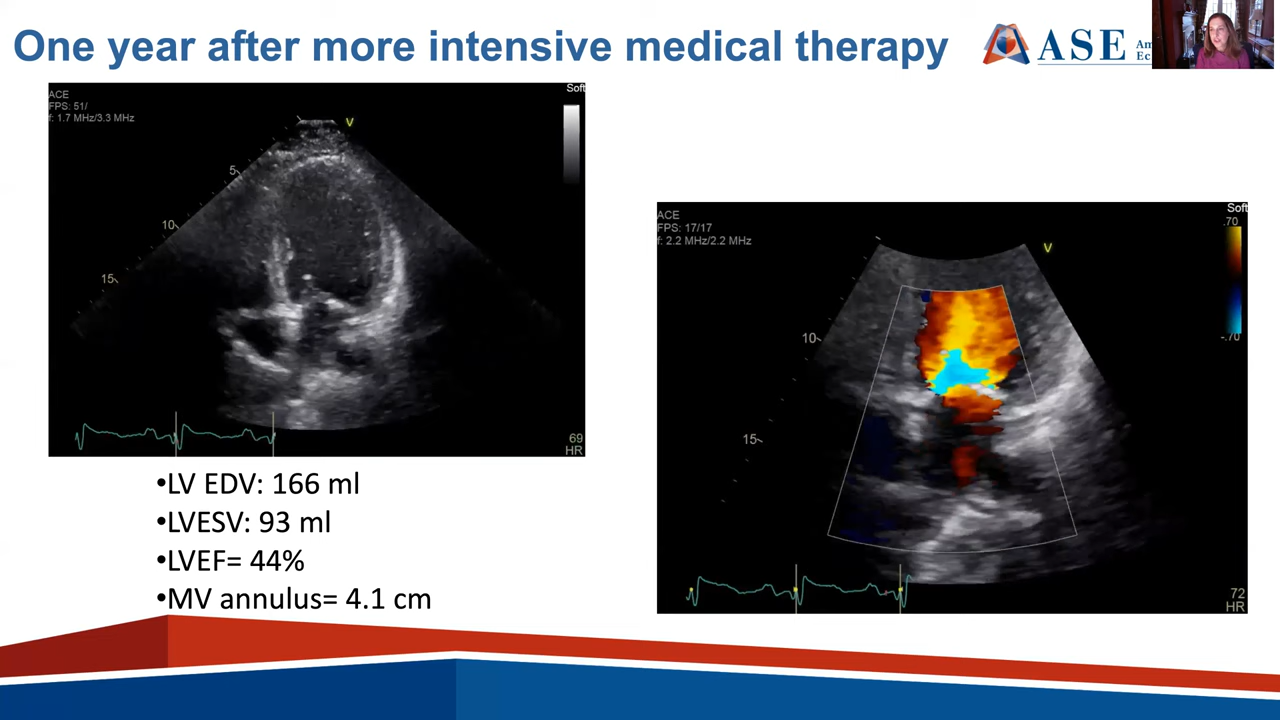 One year after more intensive medical therapy
ASE
ACE
FPS: 51/
f: 1.7 MHz/3.3 MHz
Soft
V
5
10
15
69
HR
•LV EDV: 166 ml
•LVESV: 93 ml
•LVEF= 44%
•MV annulus= 4.1 cm
ACE
FPS: 17/17
f: 2.2 MHz/2.2 MHz
Soft
.70
-.70
V
10
15
72
HR